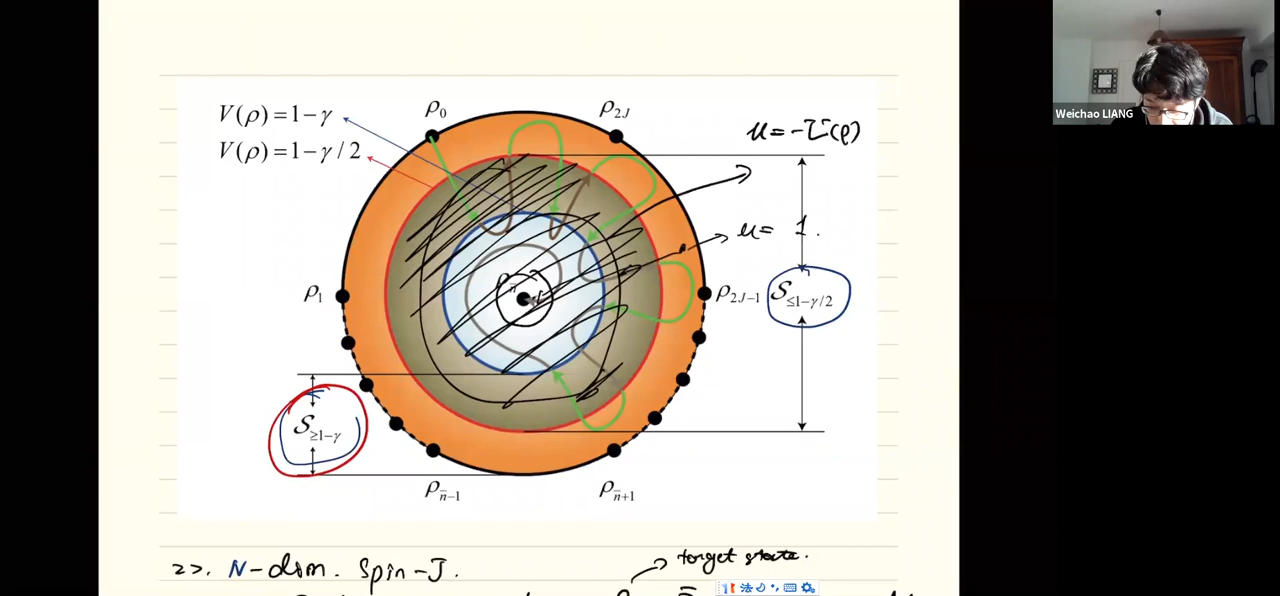 V(ρ) = 1 − γ
V(ρ) = 1 − γ / 2
ρ₀
ρ₂J
ρ₁
ρ₂J₋₁
S≤1−γ/2
u = 1.
S≥1−γ
ρn̄−1
ρn̄+1
target state.
2>. N-dim. Spin-J.
Weichao LIANG
法